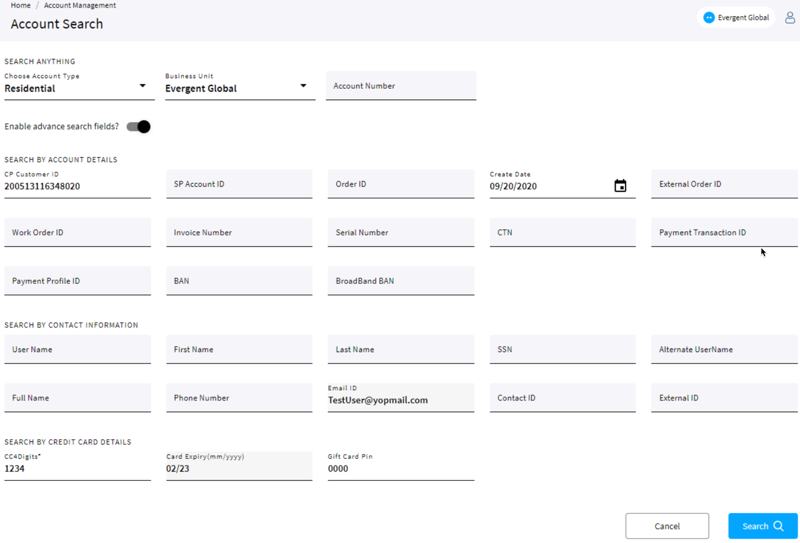 Home / Account Management
Account Search
Evergent Global
SEARCH ANYTHING
Choose Account Type
Residential
Business Unit
Evergent Global
Account Number
Enable advance search fields?
SEARCH BY ACCOUNT DETAILS
CP Customer ID
200513116348020
SP Account ID
Order ID
Create Date
09/20/2020
External Order ID
Work Order ID
Invoice Number
Serial Number
CTN
Payment Transaction ID
Payment Profile ID
BAN
BroadBand BAN
SEARCH BY CONTACT INFORMATION
User Name
First Name
Last Name
SSN
Alternate UserName
Full Name
Phone Number
Email ID
TestUser@yopmail.com
Contact ID
External ID
SEARCH BY CREDIT CARD DETAILS
CC4Digits*
1234
Card Expiry(mm/yyyy)
02/23
Gift Card Pin
0000
Cancel
Search